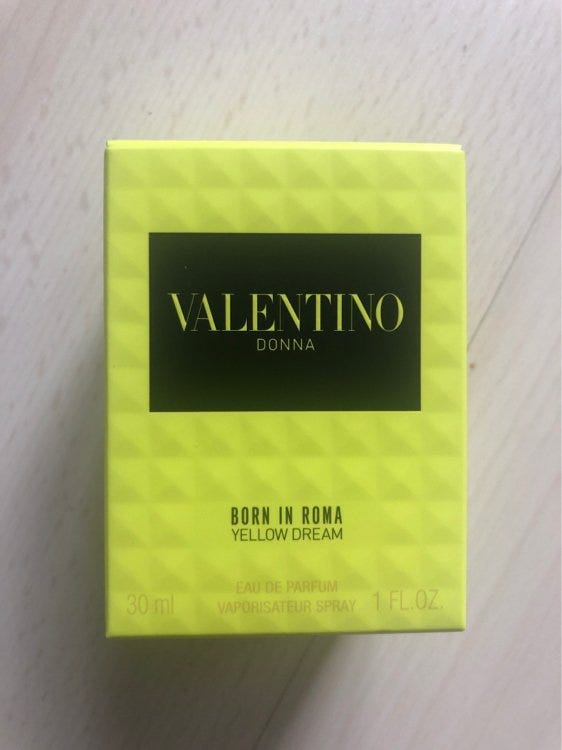 VALENTINO
DONNA
BORN IN ROMA
YELLOW DREAM
EAU DE PARFUM
30 ml VAPORISATEUR SPRAY 1 FL.OZ.